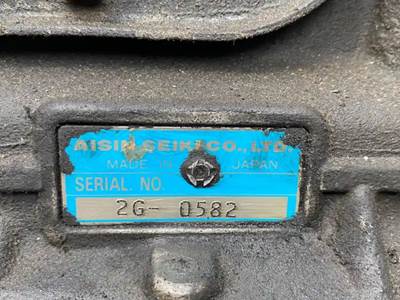 AISIN SEIKI CO., LTD.
MADE IN JAPAN
SERIAL NO.
2G- 0582